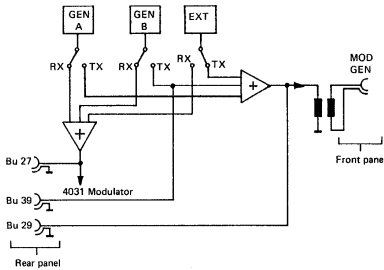 GEN A
GEN B
EXT
RX
TX
RX
TX
RX
TX
+
+
MOD GEN
Front pane
Bu 27
4031 Modulator
Bu 39
Bu 29
Rear panel